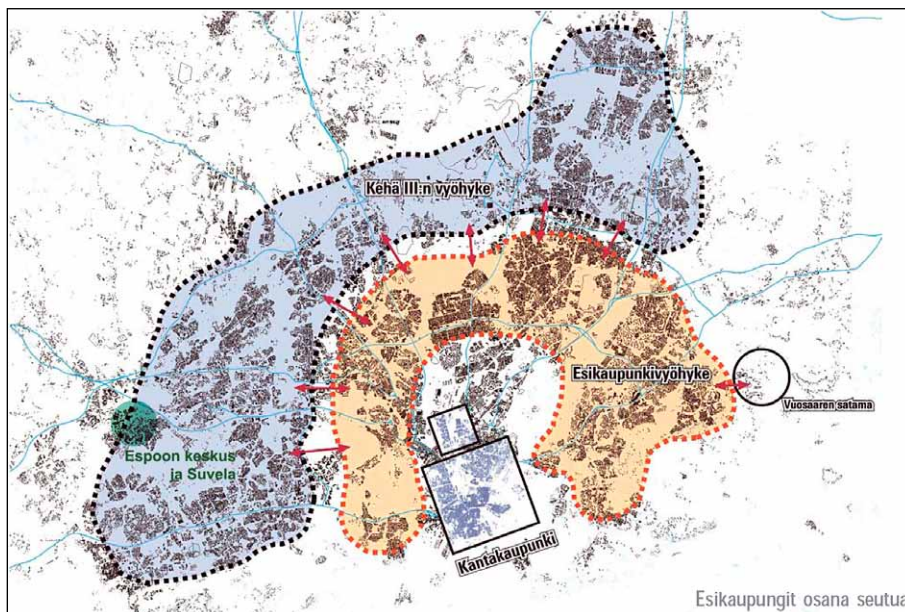 Kehä III:n vyöhyke
Esikaupunkivyöhyke
Vuosaaren satama
Espoon keskus
ja Suvela
Kantakaupunki
Esikaupungit osana seutua